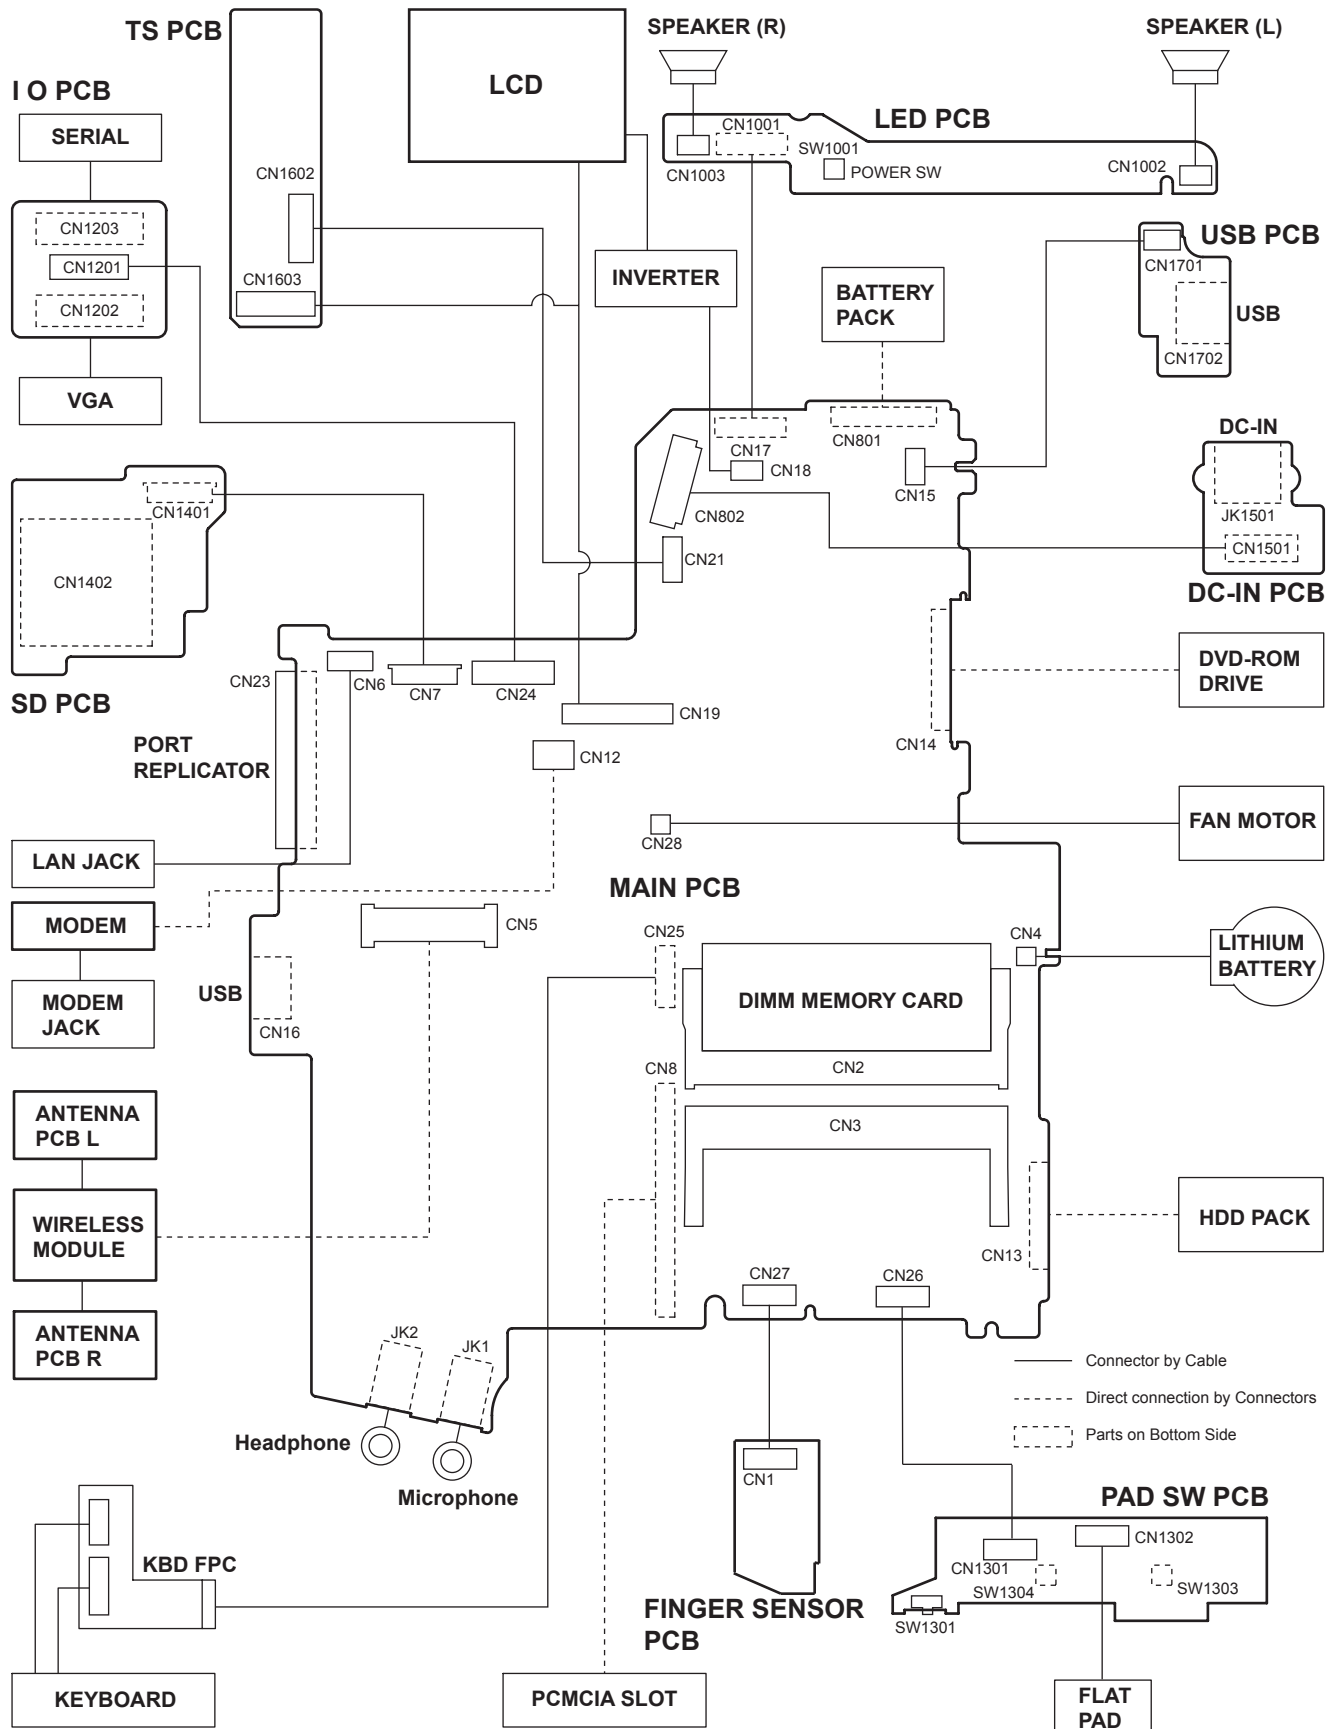 TS PCB
LCD
SPEAKER (R)
SPEAKER (L)
I O PCB
SERIAL
CN1203
CN1201
CN1202
VGA
CN1602
CN1603
CN1001
LED PCB
SW1001
CN1003
POWER SW
CN1002
INVERTER
BATTERY
PACK
USB PCB
CN1701
USB
CN1702
CN17
CN18
CN801
CN15
CN802
CN21
DC-IN
JK1501
CN1501
DC-IN PCB
CN1401
CN1402
SD PCB
CN23
CN6
CN7
CN24
CN19
CN12
PORT
REPLICATOR
CN14
DVD-ROM
DRIVE
CN28
FAN MOTOR
LAN JACK
MODEM
MODEM
JACK
MAIN PCB
CN5
CN25
CN4
LITHIUM
BATTERY
USB
CN16
DIMM MEMORY CARD
CN2
CN8
CN3
ANTENNA
PCB L
WIRELESS
MODULE
ANTENNA
PCB R
CN13
HDD PACK
CN27
CN26
JK2
JK1
Headphone
Microphone
Connector by Cable
Direct connection by Connectors
Parts on Bottom Side
CN1
FINGER SENSOR
PCB
PAD SW PCB
CN1302
CN1301
SW1304
SW1303
SW1301
KBD FPC
KEYBOARD
PCMCIA SLOT
FLAT
PAD